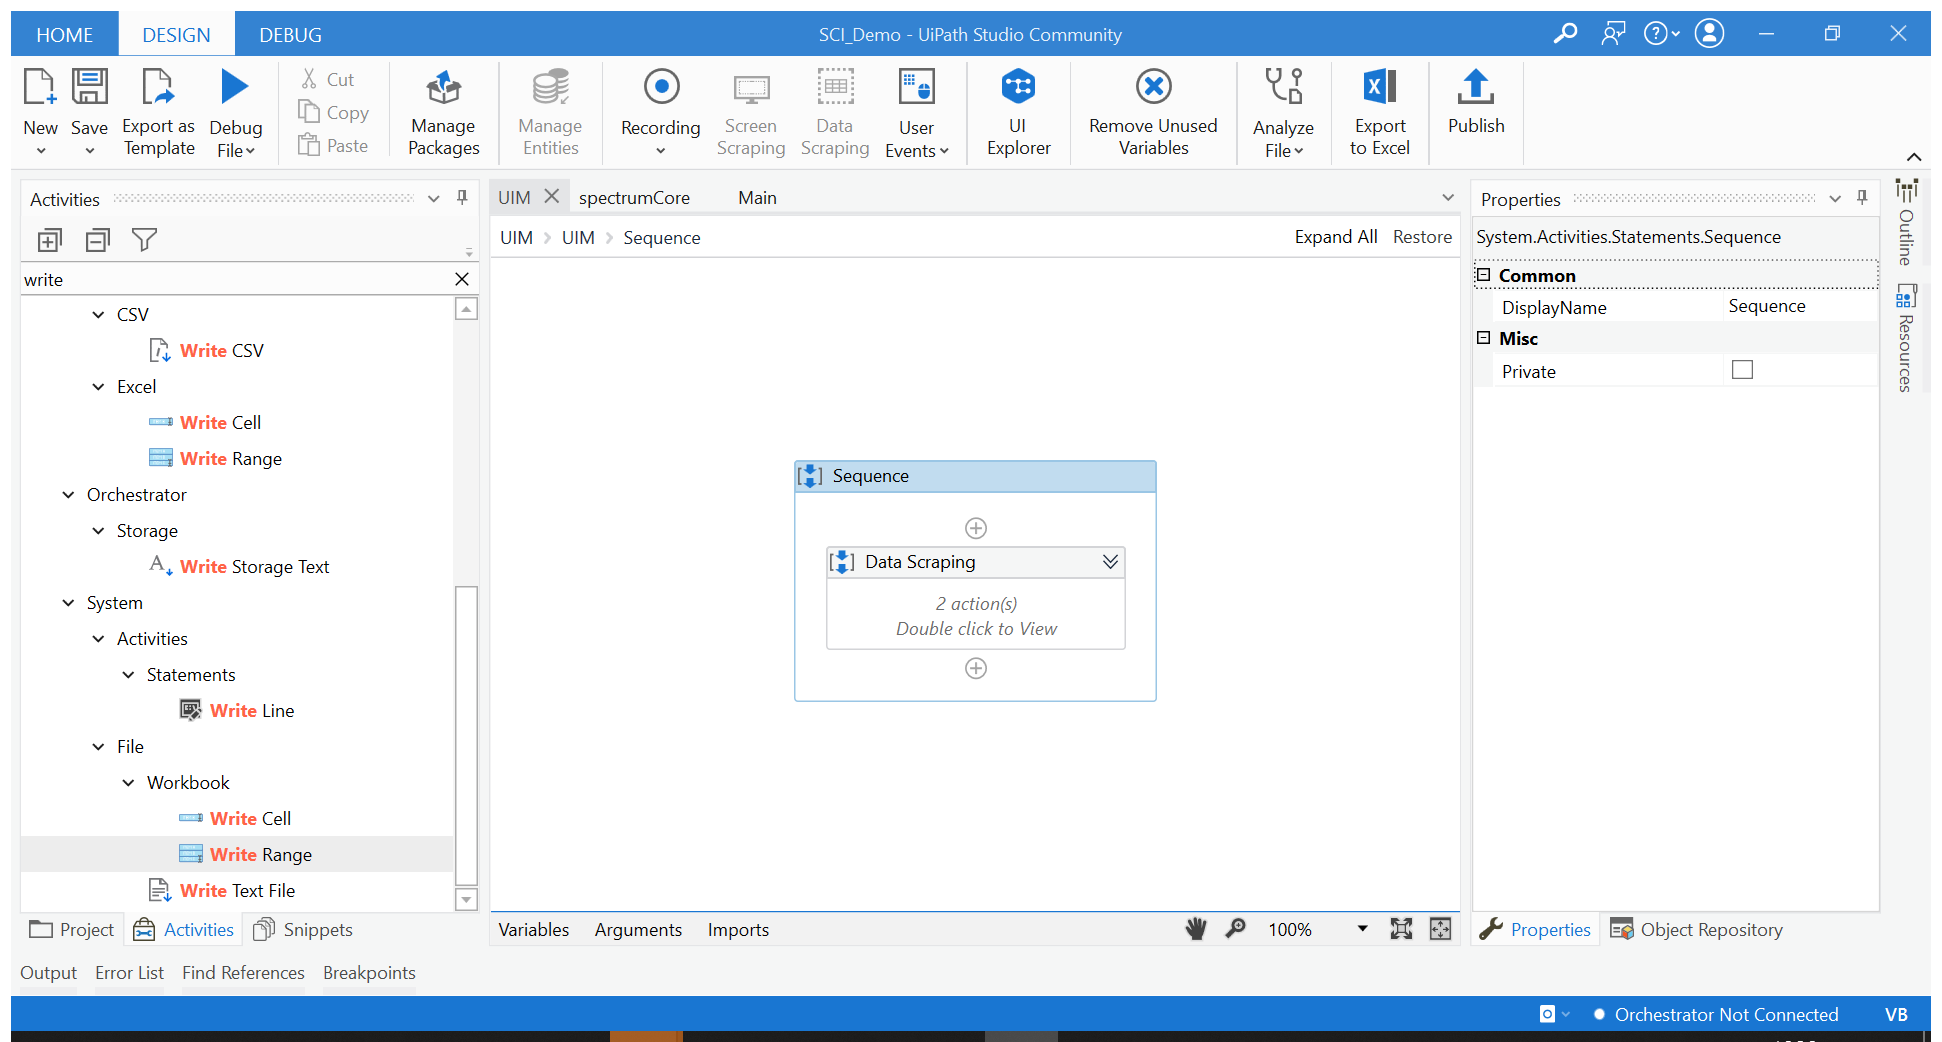 HOME DESIGN DEBUG SCI_Demo - UiPath Studio Community
New Save Export as Template Debug File
Cut
Copy
Paste
Manage Packages
Manage Entities
Recording
Screen Scraping
Data Scraping
User Events
UI Explorer
Remove Unused Variables
Analyze File
Export to Excel
Publish
Activities
write
CSV
Write CSV
Excel
Write Cell
Write Range
Orchestrator
Storage
Write Storage Text
System
Activities
Statements
Write Line
File
Workbook
Write Cell
Write Range
Write Text File
Project Activities Snippets
UIM spectrumCore Main
UIM UIM Sequence Expand All Restore
Sequence
Data Scraping
2 action(s)
Double click to View
Variables Arguments Imports 100%
Properties
System.Activities.Statements.Sequence
Common
DisplayName Sequence
Misc
Private
Properties Object Repository
Outline
Resources
Output Error List Find References Breakpoints
Orchestrator Not Connected VB